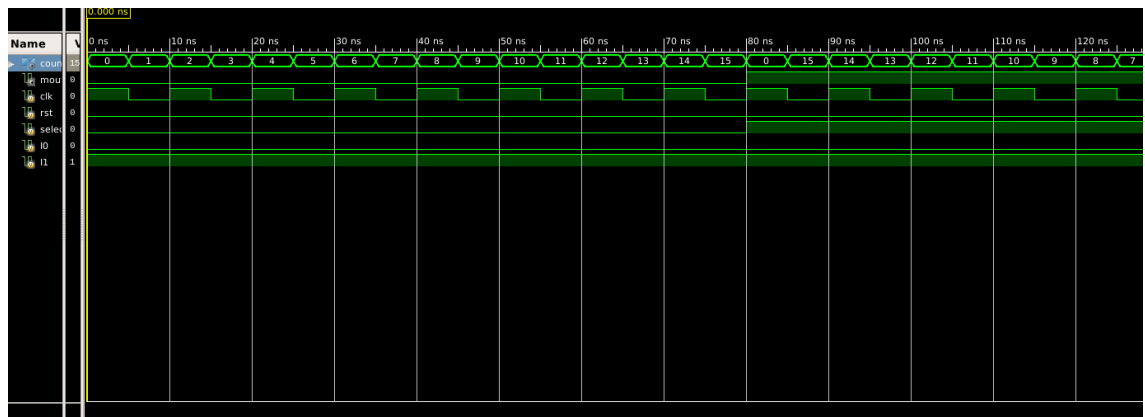 0.000 ns
Name V 0 ns 10 ns 20 ns 30 ns 40 ns 50 ns 60 ns 70 ns 80 ns 90 ns 100 ns 110 ns 120 ns
coun 15 0 1 2 3 4 5 6 7 8 9 10 11 12 13 14 15 0 15 14 13 12 11 10 9 8 7
mou 0
clk 0
rst 0
selec 0
I0 0
I1 1